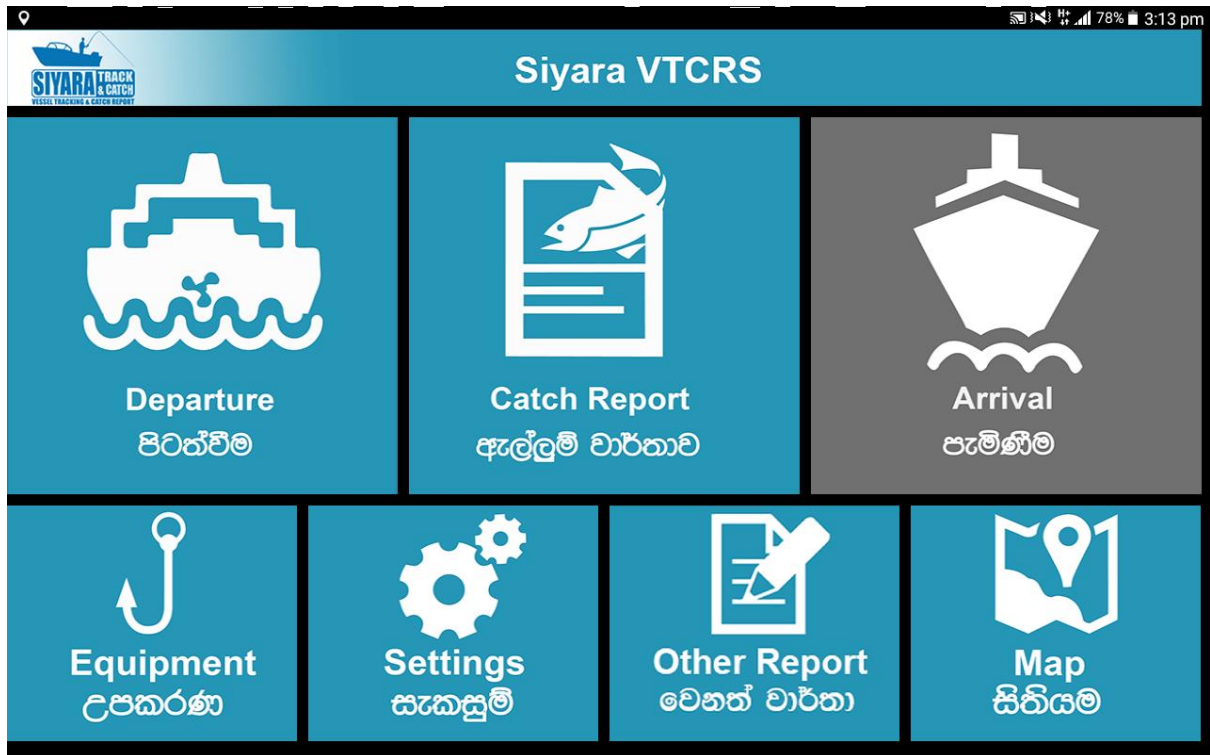 78% 3:13 pm
SIYARA TRACK & CATCH
VESSEL TRACKING & CATCH REPORT
Siyara VTCRS
Departure
පිටත්වීම
Catch Report
ඇල්ලුම් වාර්තාව
Arrival
පැමිණීම
Equipment
උපකරණ
Settings
සැකසුම්
Other Report
වෙනත් වාර්තා
Map
සිතියම